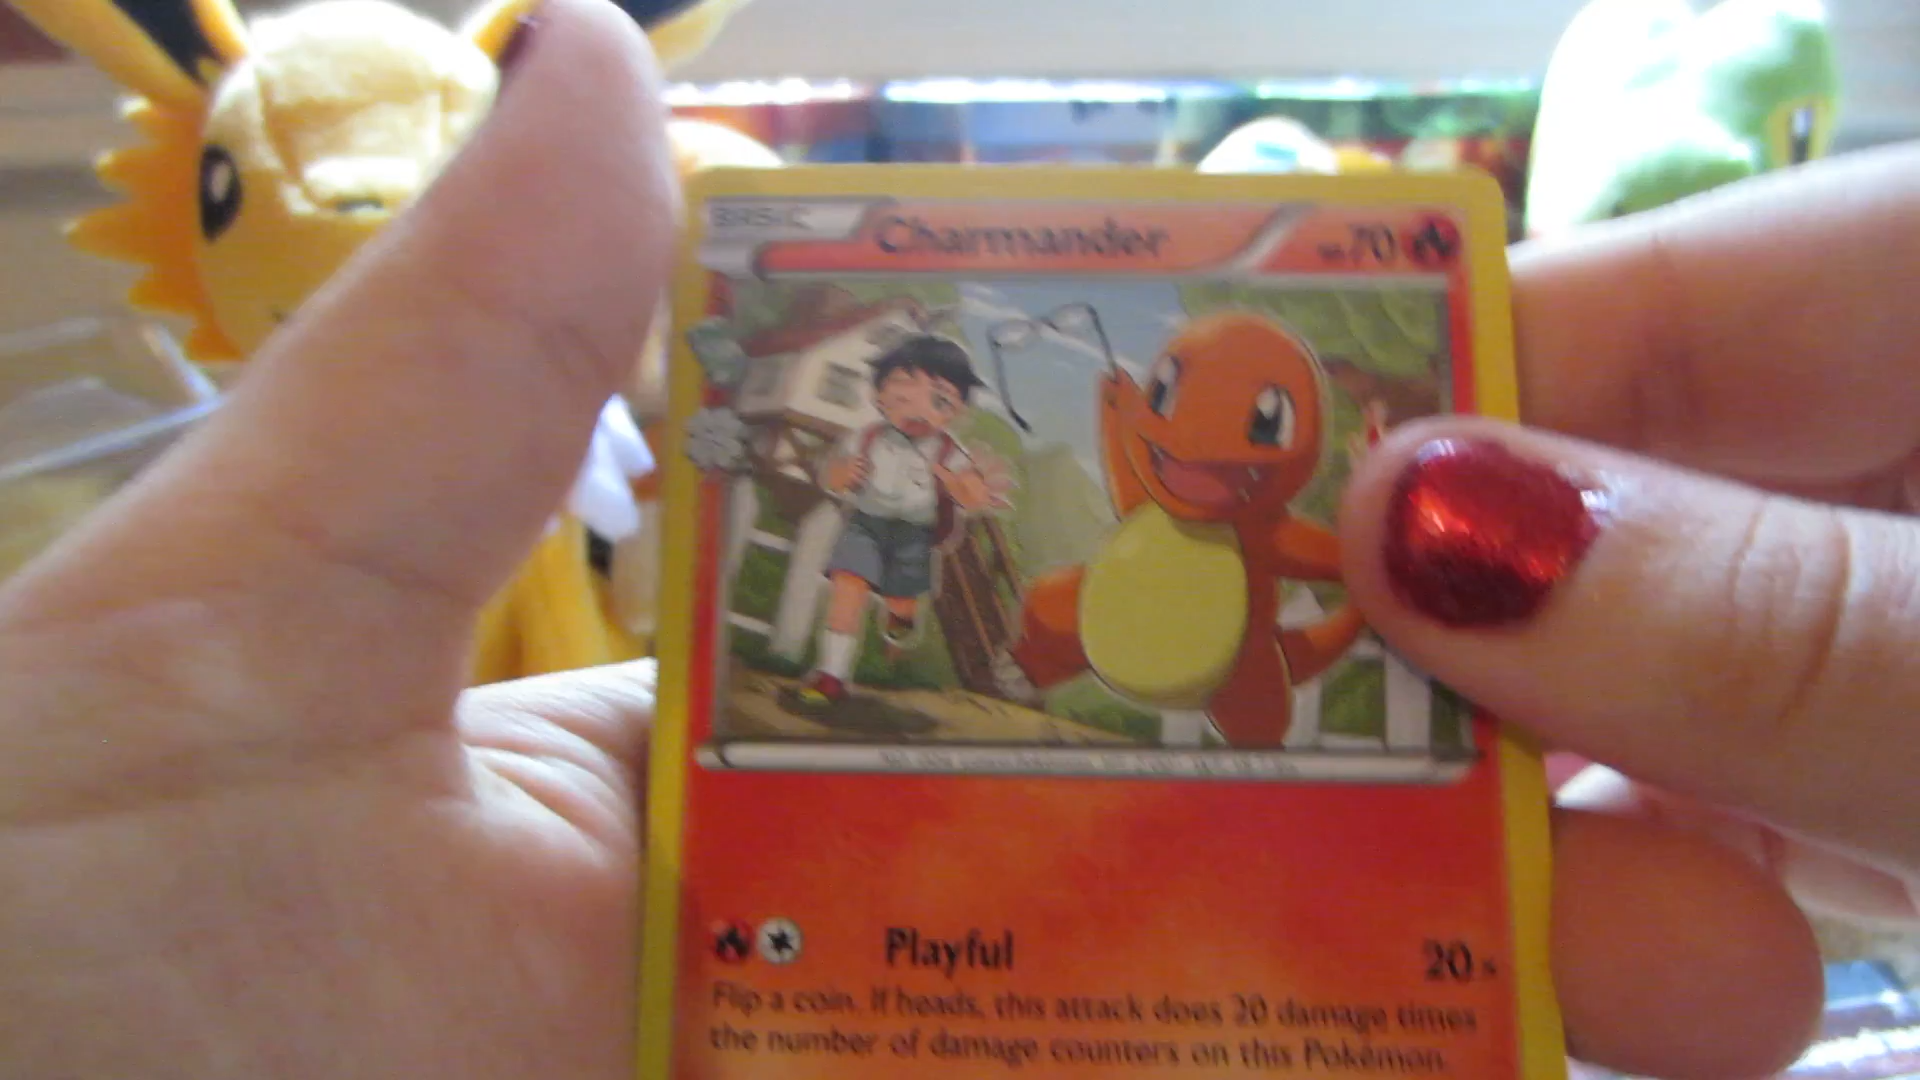 BASIC Charmander HP70
Playful 20×
Flip a coin. If heads, this attack does 20 damage times
the number of damage counters on this Pokémon.